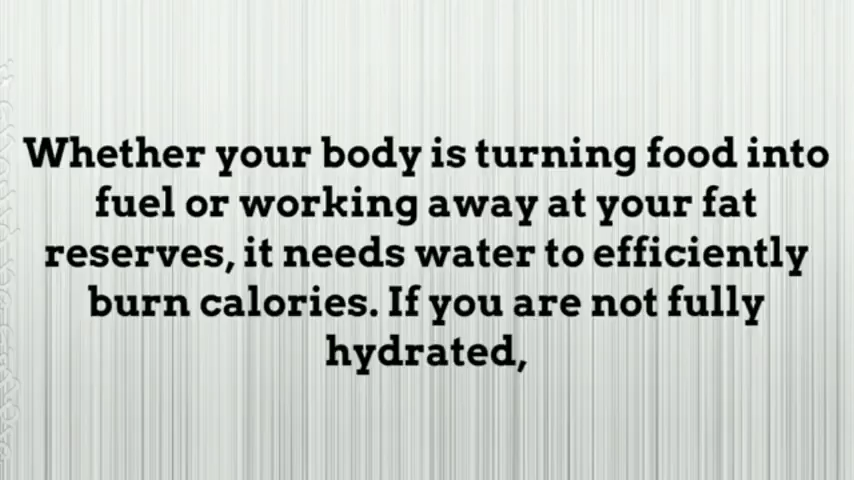 Whether your body is turning food into
fuel or working away at your fat
reserves, it needs water to efficiently
burn calories. If you are not fully
hydrated,